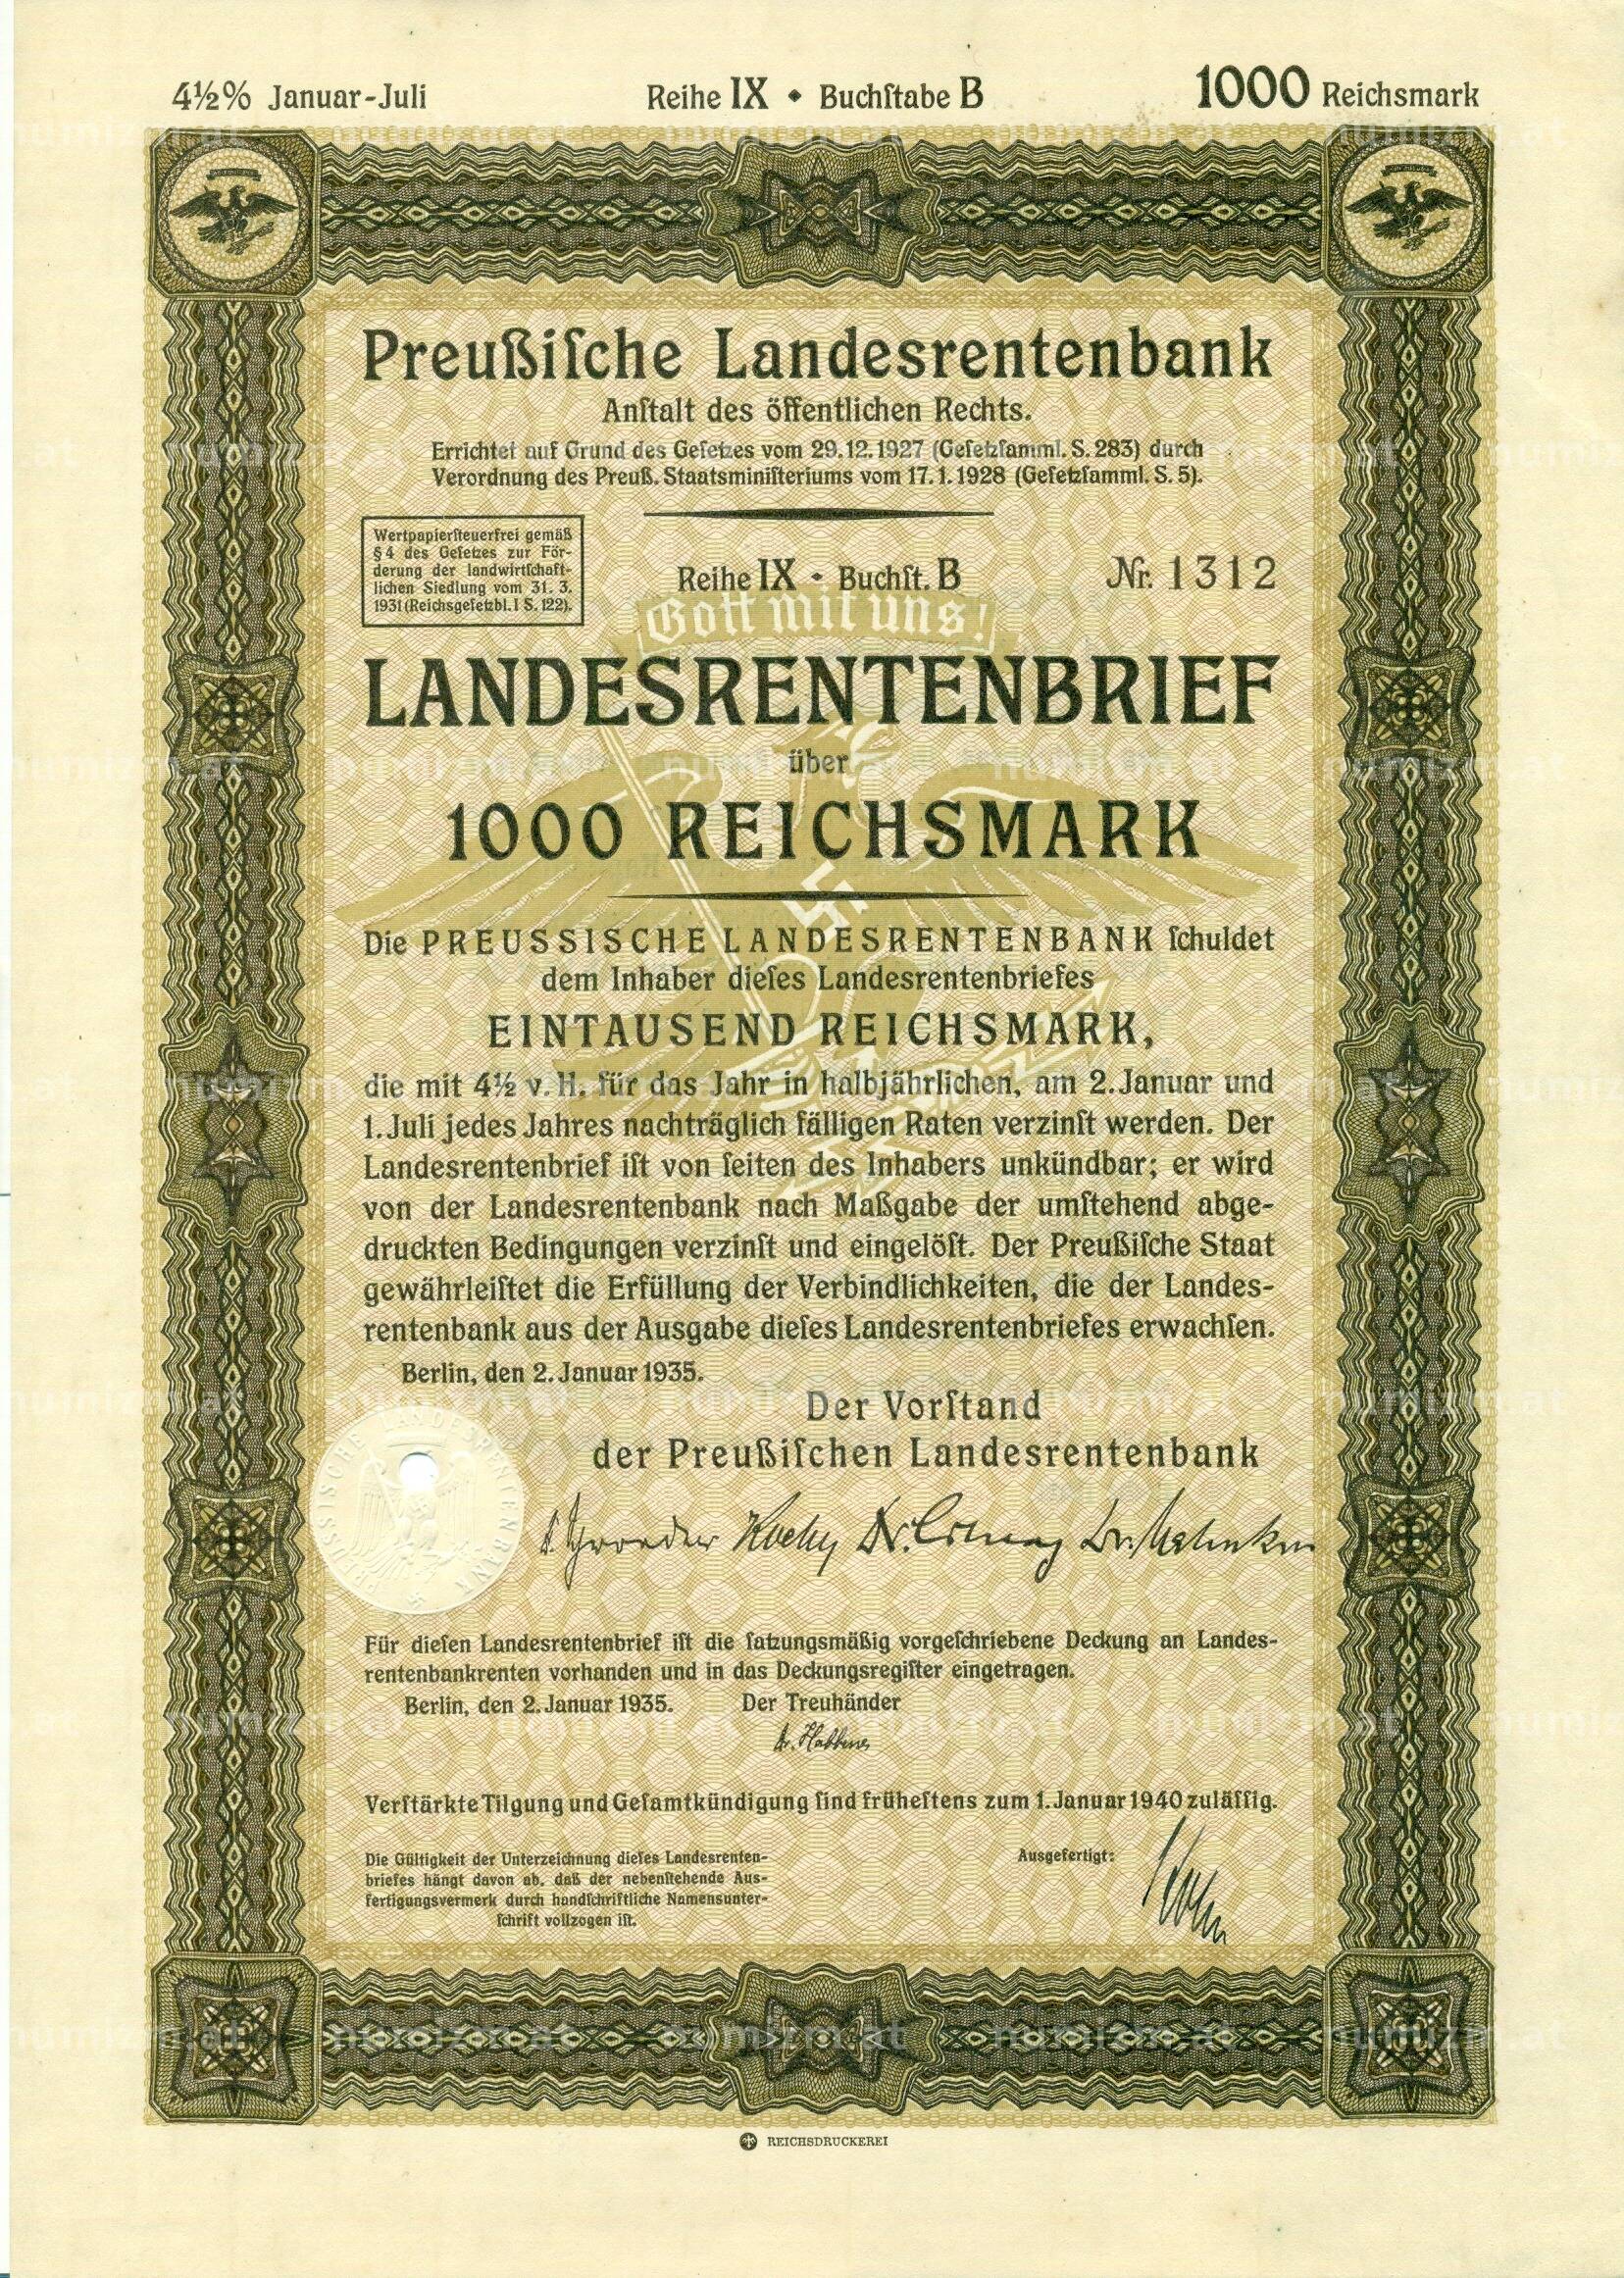 4½% Januar-Juli
Reihe IX • Buchſtabe B
1000 Reichsmark
Preußiſche Landesrentenbank
Anſtalt des öffentlichen Rechts.
Errichtet auf Grund des Geſetzes vom 29.12.1927 (Geſetzſamml. S. 283) durch
Verordnung des Preuß. Staatsminiſteriums vom 17.1.1928 (Geſetzſamml. S. 5).
Wertpapierſteuerfrei gemäß
§ 4 des Geſetzes zur För-
derung der landwirtſchaft-
lichen Siedlung vom 31. 3.
1931 (Reichsgeſetzbl. I S. 122).
Reihe IX • Buchſt. B
Nr. 1312
Gott mit uns!
LANDESRENTENBRIEF
über
1000 REICHSMARK
Die PREUSSISCHE LANDESRENTENBANK ſchuldet
dem Inhaber dieſes Landesrentenbriefes
EINTAUSEND REICHSMARK,
die mit 4½ v. H. für das Jahr in halbjährlichen, am 2. Januar und
1. Juli jedes Jahres nachträglich fälligen Raten verzinſt werden. Der
Landesrentenbrief iſt von ſeiten des Inhabers unkündbar; er wird
von der Landesrentenbank nach Maßgabe der umſtehend abge-
druckten Bedingungen verzinſt und eingelöſt. Der Preußiſche Staat
gewährleiſtet die Erfüllung der Verbindlichkeiten, die der Landes-
rentenbank aus der Ausgabe dieſes Landesrentenbriefes erwachſen.
Berlin, den 2. Januar 1935.
Der Vorſtand
der Preußiſchen Landesrentenbank
PREUSSISCHE LANDESRENTENBANK
Für dieſen Landesrentenbrief iſt die ſatzungsmäßig vorgeſchriebene Deckung an Landes-
rentenbankrenten vorhanden und in das Deckungsregiſter eingetragen.
Berlin, den 2. Januar 1935.
Der Treuhänder
Verſtärkte Tilgung und Geſamtkündigung ſind früheſtens zum 1. Januar 1940 zuläſſig.
Die Gültigkeit der Unterzeichnung dieſes Landesrenten-
briefes hängt davon ab, daß der nebenſtehende Aus-
fertigungsvermerk durch handſchriftliche Namensunter-
ſchrift vollzogen iſt.
Ausgefertigt:
REICHSDRUCKEREI
numizm.at